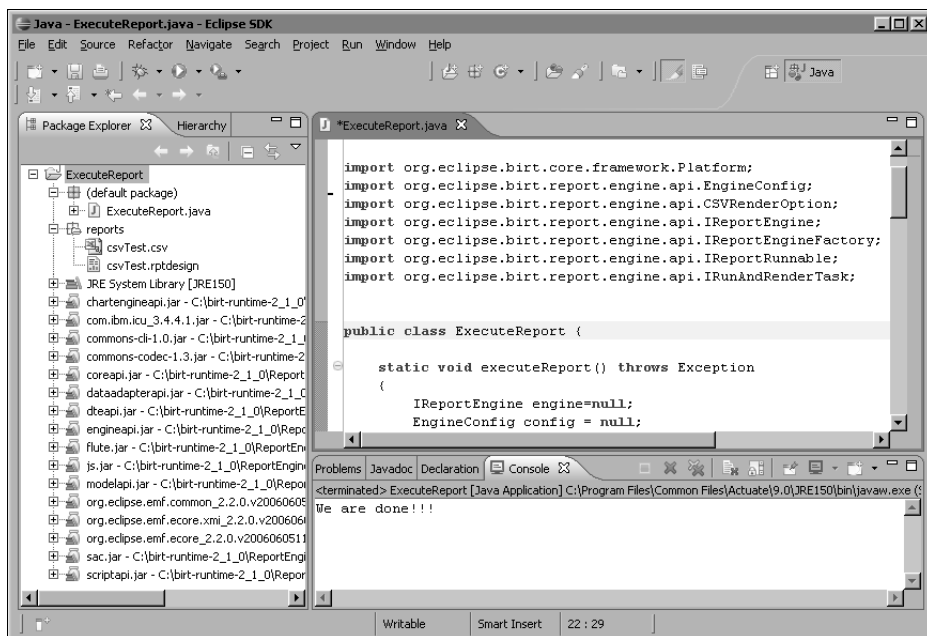 Java - ExecuteReport.java - Eclipse SDK
File Edit Source Refactor Navigate Search Project Run Window Help
Java
Package Explorer Hierarchy
ExecuteReport
(default package)
ExecuteReport.java
reports
csvTest.csv
csvTest.rptdesign
JRE System Library [JRE150]
chartengineapi.jar - C:\birt-runtime-2_1_0\
com.ibm.icu_3.4.4.1.jar - C:\birt-runtime-2
commons-cli-1.0.jar - C:\birt-runtime-2_1_
commons-codec-1.3.jar - C:\birt-runtime-2
coreapi.jar - C:\birt-runtime-2_1_0\Report
dataadapterapi.jar - C:\birt-runtime-2_1_0
dteapi.jar - C:\birt-runtime-2_1_0\ReportE
engineapi.jar - C:\birt-runtime-2_1_0\Repo
flute.jar - C:\birt-runtime-2_1_0\ReportEn
js.jar - C:\birt-runtime-2_1_0\ReportEngin
modelapi.jar - C:\birt-runtime-2_1_0\Repor
org.eclipse.emf.common_2.2.0.v20060605
org.eclipse.emf.ecore.xmi_2.2.0.v200606
org.eclipse.emf.ecore_2.2.0.v2006060511
sac.jar - C:\birt-runtime-2_1_0\ReportEngi
scriptapi.jar - C:\birt-runtime-2_1_0\Repor
*ExecuteReport.java
import org.eclipse.birt.core.framework.Platform;
import org.eclipse.birt.report.engine.api.EngineConfig;
import org.eclipse.birt.report.engine.api.CSVRenderOption;
import org.eclipse.birt.report.engine.api.IReportEngine;
import org.eclipse.birt.report.engine.api.IReportEngineFactory;
import org.eclipse.birt.report.engine.api.IReportRunnable;
import org.eclipse.birt.report.engine.api.IRunAndRenderTask;
public class ExecuteReport {
static void executeReport() throws Exception
{
IReportEngine engine=null;
EngineConfig config = null;
Problems Javadoc Declaration Console
<terminated> ExecuteReport [Java Application] C:\Program Files\Common Files\Actuate\9.0\JRE150\bin\javaw.exe (
We are done!!!
Writable Smart Insert 22 : 29